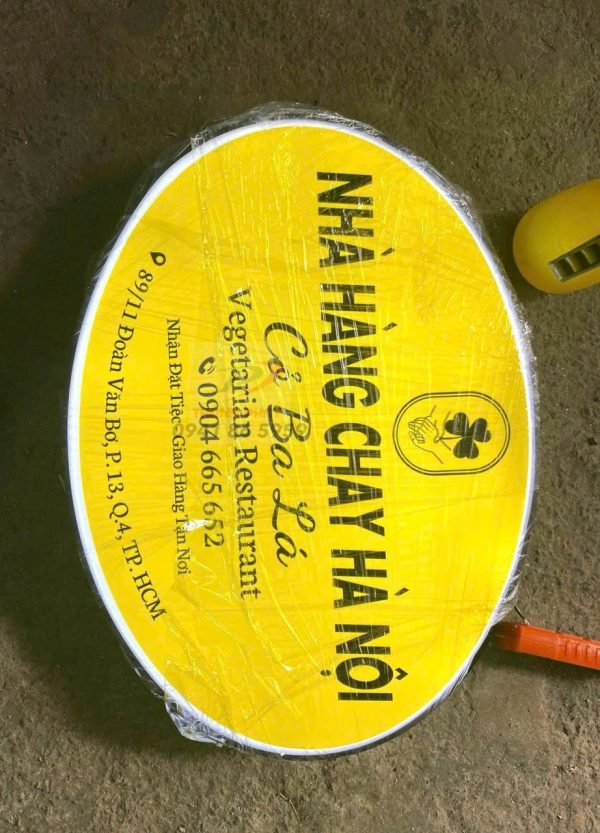 NHÀ HÀNG CHAY HÀ NỘI
Cỏ Ba Lá
Vegetarian Restaurant
0904 665 652
Nhận Đặt Tiệc-Giao Hàng Tận Nơi
89/11 Đoàn Văn Bơ, P.13, Q.4, TP.HCM